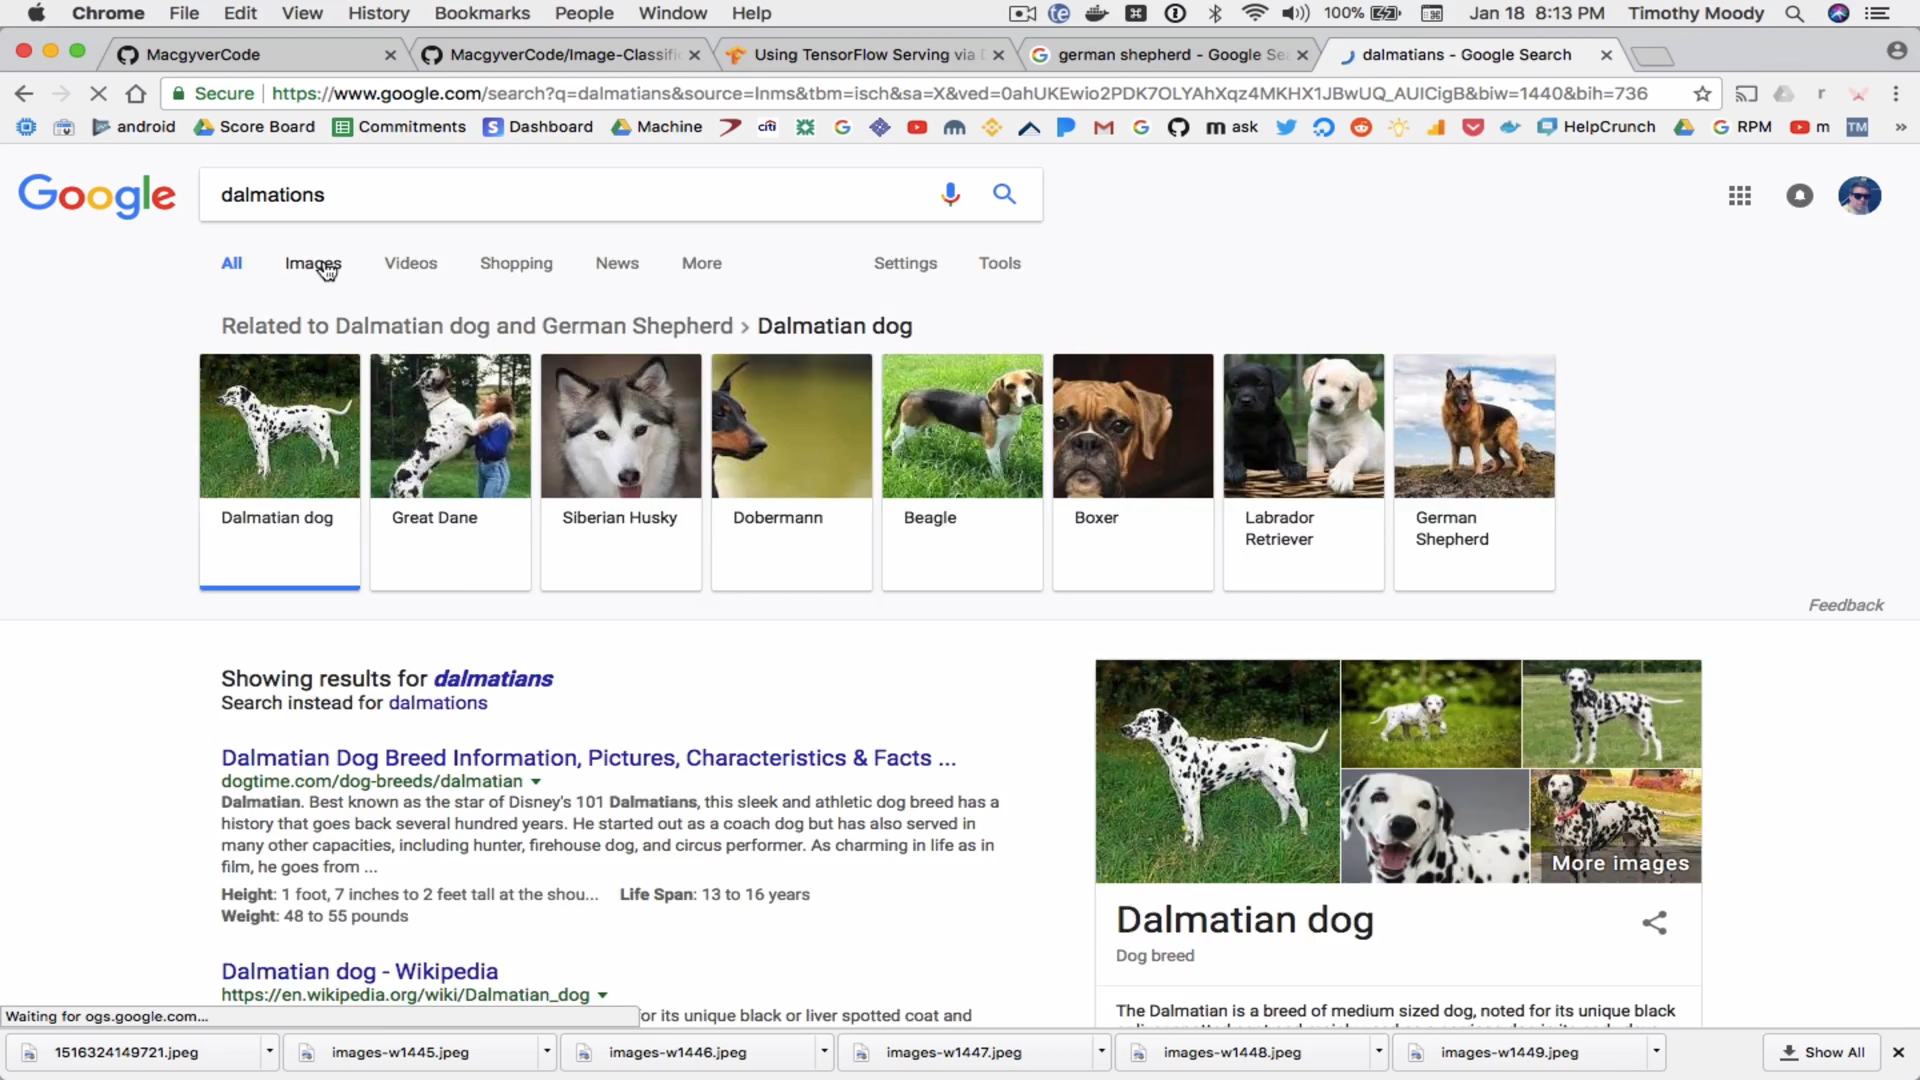 Chrome File Edit View History Bookmarks People Window Help 100% Jan 18 8:13 PM Timothy Moody
MacgyverCode MacgyverCode/Image-Classific Using TensorFlow Serving via german shepherd - Google Se dalmatians - Google Search
Secure https://www.google.com/search?q=dalmatians&source=lnms&tbm=isch&sa=X&ved=0ahUKEwio2PDK7OLYAhXqz4MKHX1JBwUQ_AUICigB&biw=1440&bih=736
android Score Board Commitments Dashboard Machine citi ask HelpCrunch RPM m TM
Google dalmations
All Images Videos Shopping News More Settings Tools
Related to Dalmatian dog and German Shepherd › Dalmatian dog
Dalmatian dog Great Dane Siberian Husky Dobermann Beagle Boxer Labrador Retriever German Shepherd
Feedback
Showing results for dalmatians
Search instead for dalmations
Dalmatian Dog Breed Information, Pictures, Characteristics & Facts ...
dogtime.com/dog-breeds/dalmatian
Dalmatian. Best known as the star of Disney's 101 Dalmatians, this sleek and athletic dog breed has a
history that goes back several hundred years. He started out as a coach dog but has also served in
many other capacities, including hunter, firehouse dog, and circus performer. As charming in life as in
film, he goes from ...
Height: 1 foot, 7 inches to 2 feet tall at the shou... Life Span: 13 to 16 years
Weight: 48 to 55 pounds
Dalmatian dog - Wikipedia
https://en.wikipedia.org/wiki/Dalmatian_dog
or its unique black or liver spotted coat and
More images
Dalmatian dog
Dog breed
The Dalmatian is a breed of medium sized dog, noted for its unique black
Waiting for ogs.google.com...
1516324149721.jpeg images-w1445.jpeg images-w1446.jpeg images-w1447.jpeg images-w1448.jpeg images-w1449.jpeg Show All